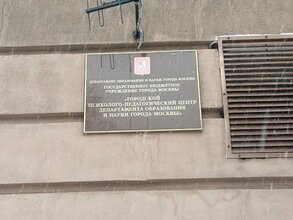 ДЕПАРТАМЕНТ ОБРАЗОВАНИЯ И НАУКИ ГОРОДА МОСКВЫ
ГОСУДАРСТВЕННОЕ БЮДЖЕТНОЕ
УЧРЕЖДЕНИЕ ГОРОДА МОСКВЫ
«ГОРОДСКОЙ
ПСИХОЛОГО-ПЕДАГОГИЧЕСКИЙ ЦЕНТР
ДЕПАРТАМЕНТА ОБРАЗОВАНИЯ
И НАУКИ ГОРОДА МОСКВЫ»